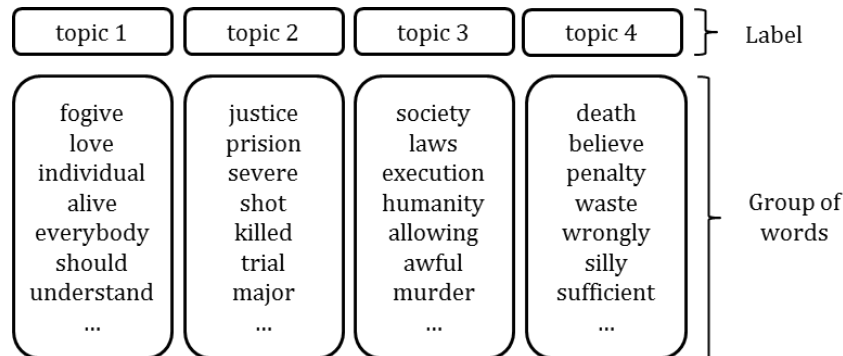 topic 1
topic 2
topic 3
topic 4
Label
fogive
love
individual
alive
everybody
should
understand
...
justice
prision
severe
shot
killed
trial
major
...
society
laws
execution
humanity
allowing
awful
murder
...
death
believe
penalty
waste
wrongly
silly
sufficient
...
Group of
words